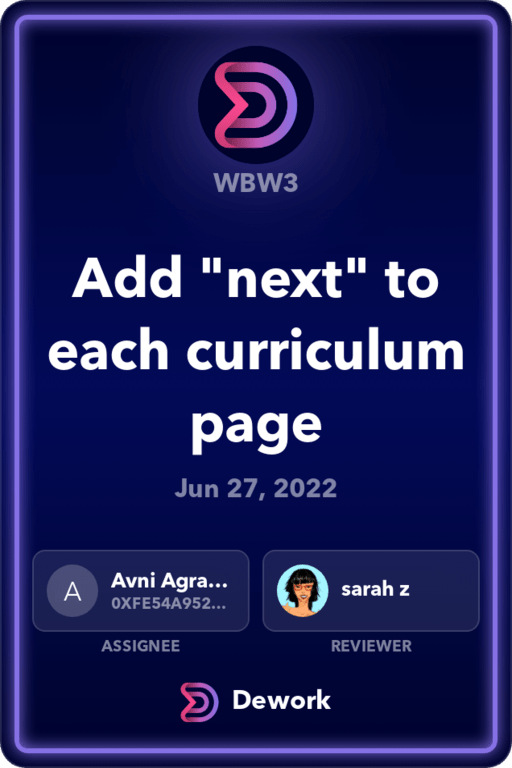 WBW3
Add "next" to
each curriculum
page
Jun 27, 2022
A
Avni Agra...
0XFE54A952...
sarah z
ASSIGNEE
REVIEWER
Dework